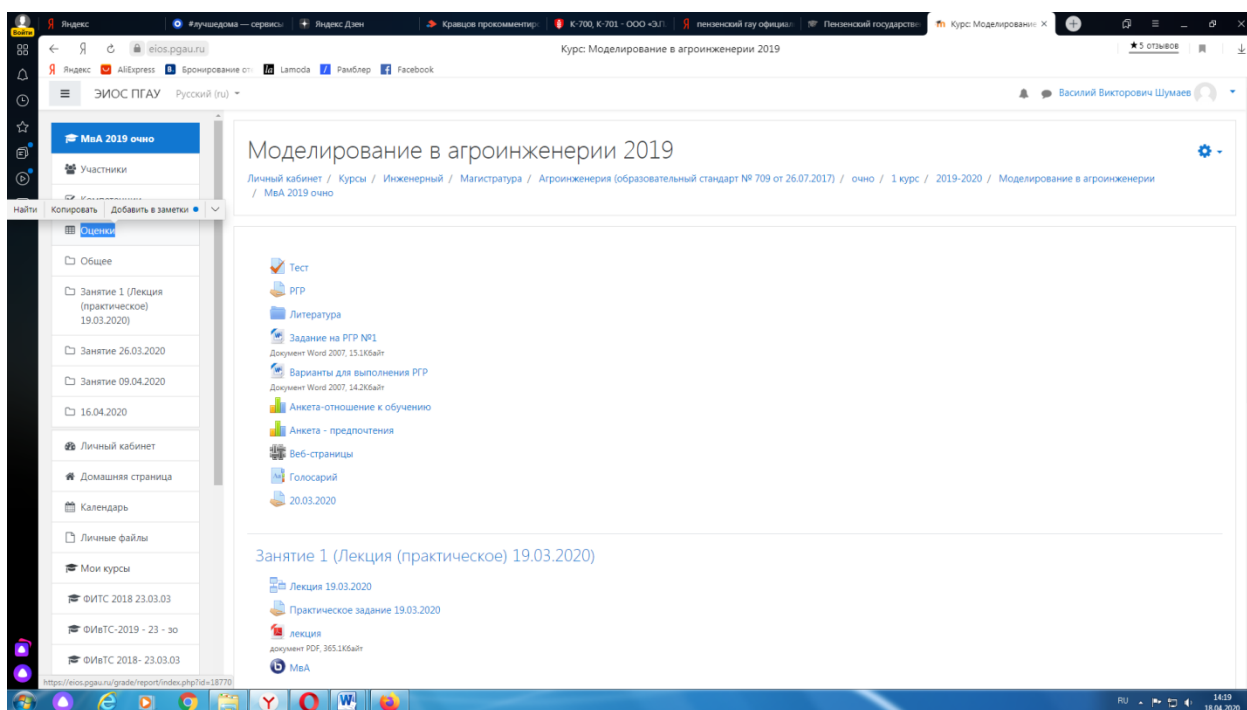 Войти
Яндекс
#лучшедома — сервисы
Яндекс Дзен
Кравцов прокомментир
К-700, К-701 - ООО «Э.Г
пензенский гау официал
Пензенский государстве
Курс: Моделирование
eios.pgau.ru
Курс: Моделирование в агроинженерии 2019
★5 отзывов
Яндекс
AliExpress
Бронирование от
Lamoda
Рамблер
Facebook
ЭИОС ПГАУ
Русский (ru)
Василий Викторович Шумаев
МвА 2019 очно
Участники
Найти
Копировать
Добавить в заметки
Оценки
Общее
Занятие 1 (Лекция
(практическое)
19.03.2020)
Занятие 26.03.2020
Занятие 09.04.2020
16.04.2020
Личный кабинет
Домашняя страница
Календарь
Личные файлы
Мои курсы
ФИТС 2018 23.03.03
ФИвТС-2019 - 23 - зо
ФИвТС 2018- 23.03.03
https://eios.pgau.ru/grade/report/index.php?id=18770
Моделирование в агроинженерии 2019
Личный кабинет / Курсы / Инженерный / Магистратура / Агроинженерия (образовательный стандарт № 709 от 26.07.2017) / очно / 1 курс / 2019-2020 / Моделирование в агроинженерии
/ МвА 2019 очно
Тест
РГР
Литература
Задание на РГР №1
Документ Word 2007, 15.1Кбайт
Варианты для выполнения РГР
Документ Word 2007, 14.2Кбайт
Анкета-отношение к обучению
Анкета - предпочтения
Веб-страницы
Голосарий
20.03.2020
Занятие 1 (Лекция (практическое) 19.03.2020)
Лекция 19.03.2020
Практическое задание 19.03.2020
лекция
документ PDF, 365.1Кбайт
МвА
RU
14:19
18.04.2020